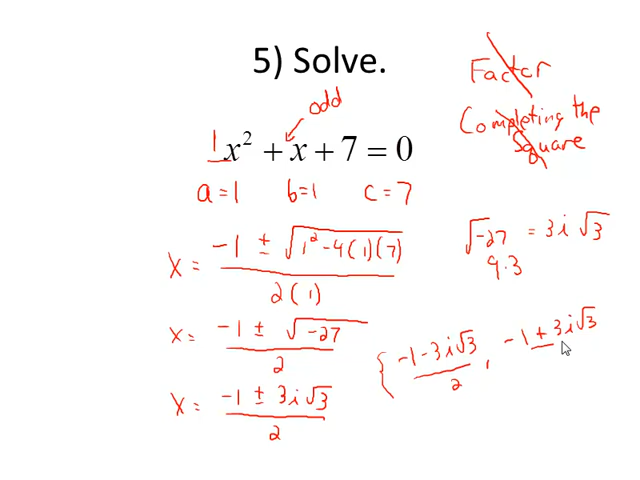 5) Solve.
Factor
Completing the
Square
odd
1x² + x + 7 = 0
a = 1 b = 1 c = 7
x = (-1 ± √(1² - 4(1)(7))) / 2(1)
√-27 = 3i√3
9·3
x = (-1 ± √-27) / 2
{ (-1 - 3i√3) / 2 , -1 + 3i√3
x = (-1 ± 3i√3) / 2